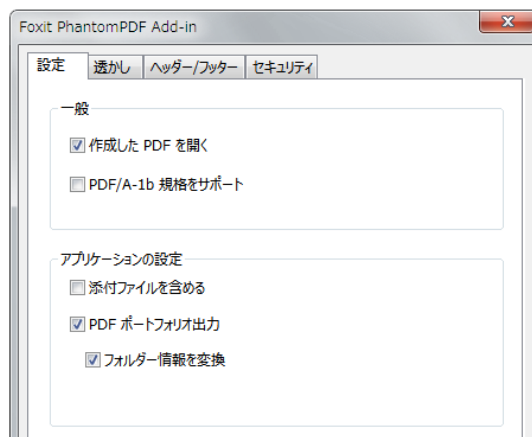 Foxit PhantomPDF Add-in
設定 透かし ヘッダー/フッター セキュリティ
一般
作成した PDF を開く
PDF/A-1b 規格をサポート
アプリケーションの設定
添付ファイルを含める
PDF ポートフォリオ出力
フォルダー情報を変換